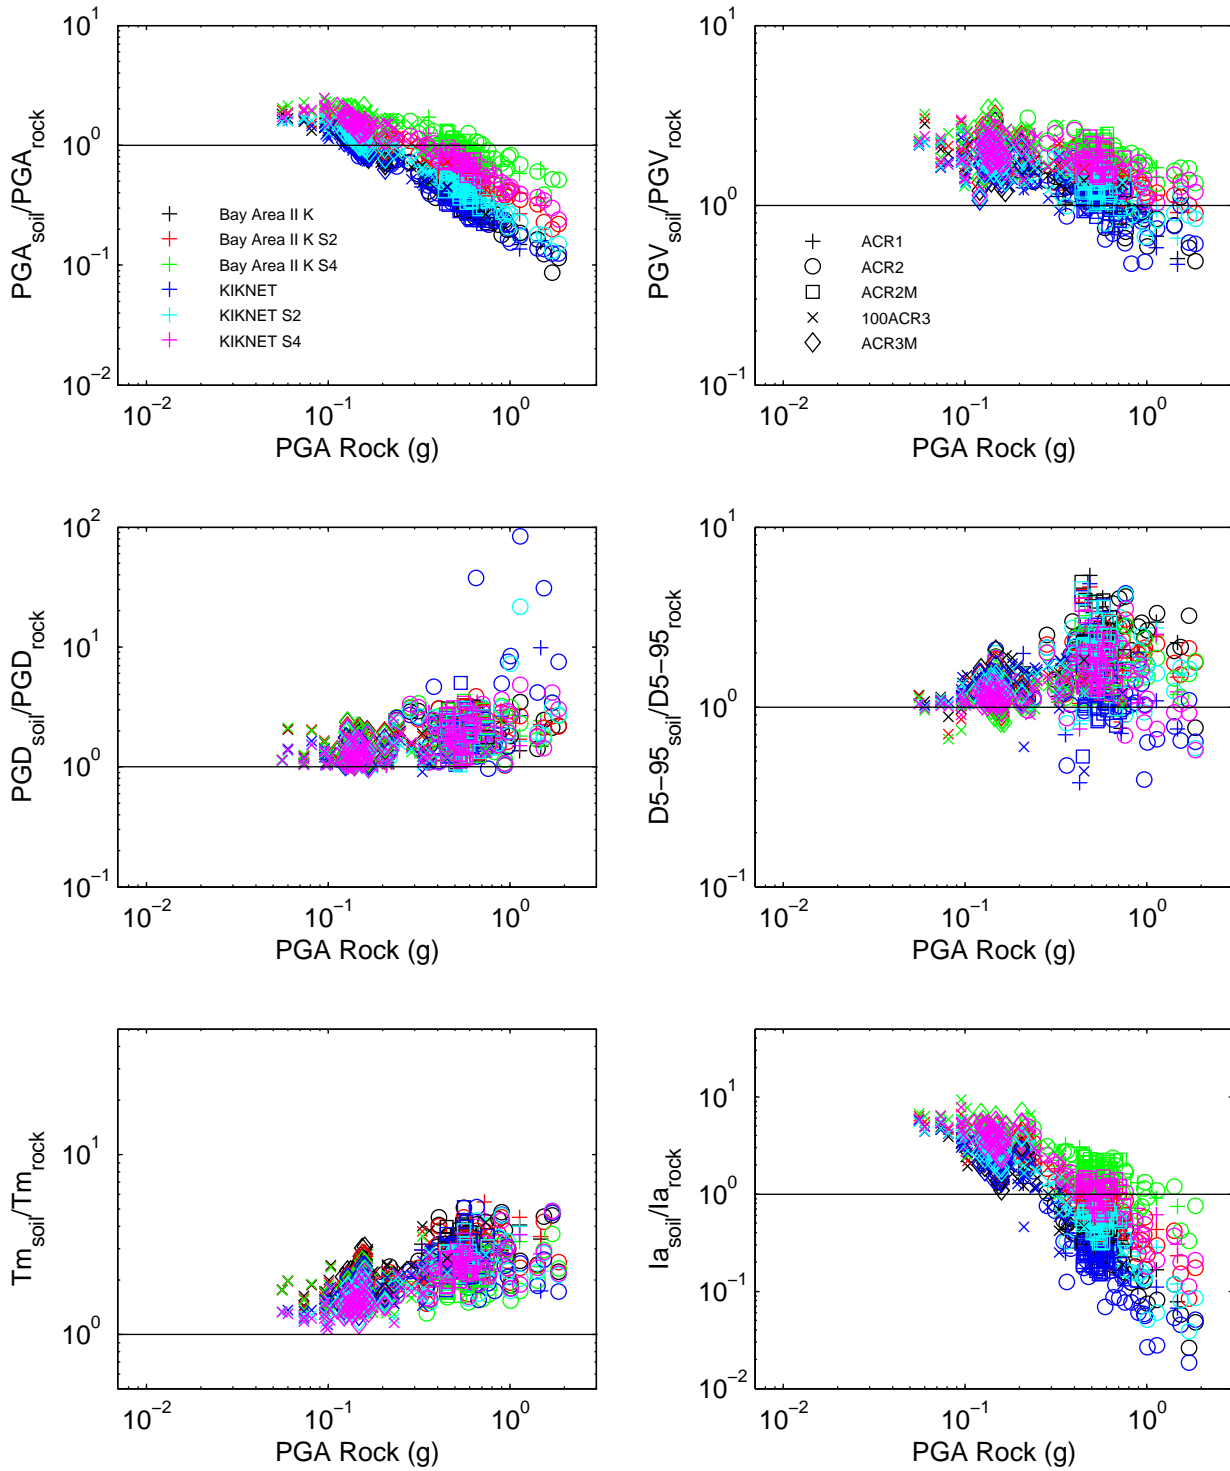 10^1
10^0
10^−1
10^−2
PGA_soil/PGA_rock
Bay Area II K
Bay Area II K S2
Bay Area II K S4
KIKNET
KIKNET S2
KIKNET S4
10^−2 10^−1 10^0
PGA Rock (g)
10^1
10^0
10^−1
PGV_soil/PGV_rock
ACR1
ACR2
ACR2M
100ACR3
ACR3M
10^−2 10^−1 10^0
PGA Rock (g)
10^2
10^1
10^0
10^−1
PGD_soil/PGD_rock
10^−2 10^−1 10^0
PGA Rock (g)
10^1
10^0
10^−1
D5−95_soil/D5−95_rock
10^−2 10^−1 10^0
PGA Rock (g)
10^1
10^0
Tm_soil/Tm_rock
10^−2 10^−1 10^0
PGA Rock (g)
10^1
10^0
10^−1
10^−2
Ia_soil/Ia_rock
10^−2 10^−1 10^0
PGA Rock (g)